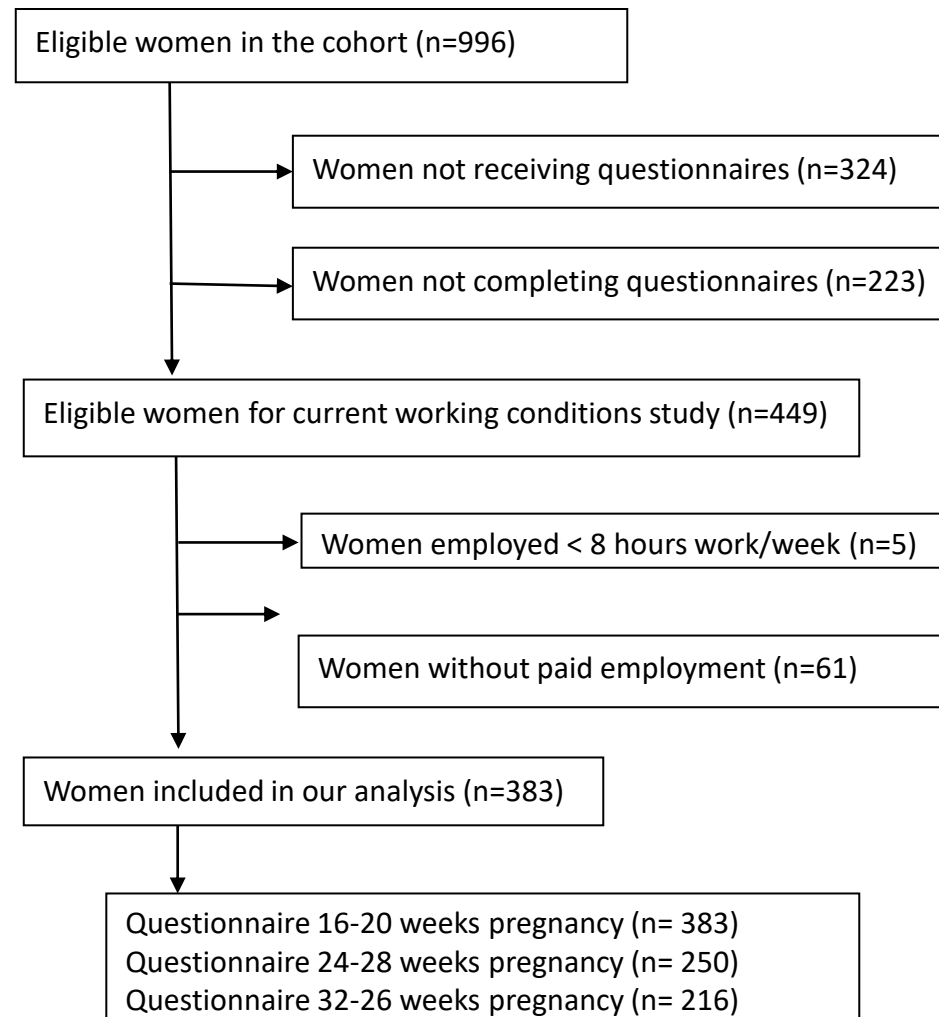 Eligible women in the cohort (n=996)
Women not receiving questionnaires (n=324)
Women not completing questionnaires (n=223)
Eligible women for current working conditions study (n=449)
Women employed < 8 hours work/week (n=5)
Women without paid employment (n=61)
Women included in our analysis (n=383)
Questionnaire 16-20 weeks pregnancy (n= 383)
Questionnaire 24-28 weeks pregnancy (n= 250)
Questionnaire 32-26 weeks pregnancy (n= 216)